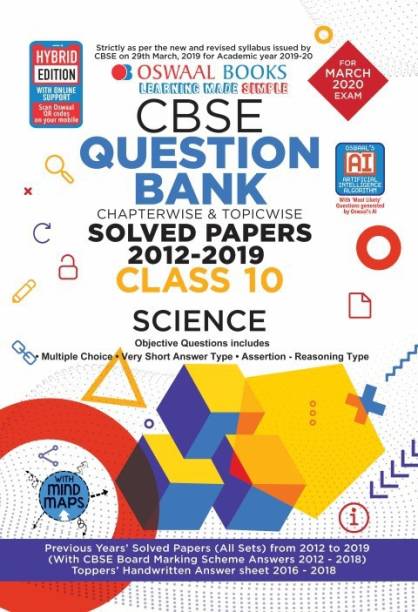 HYBRID
EDITION
WITH ONLINE
SUPPORT
Scan Oswaal
QR codes
on your mobile
Strictly as per the new and revised syllabus issued by
CBSE on 29th March, 2019 for Academic year 2019-20
OSWAAL BOOKS
LEARNING MADE SIMPLE
FOR
MARCH
2020
EXAM
CBSE
QUESTION
BANK
CHAPTERWISE & TOPICWISE
SOLVED PAPERS
2012-2019
CLASS 10
OSWAAL'S
AI
ARTIFICIAL
INTELLIGENCE
ALGORITHM
With 'Most Likely'
Questions generated
by Oswaal's AI
SCIENCE
Objective Questions includes
• Multiple Choice • Very Short Answer Type • Assertion - Reasoning Type
WITH
MIND
MAPS
i
Previous Years' Solved Papers (All Sets) from 2012 to 2019
(With CBSE Board Marking Scheme Answers 2012 - 2018)
Toppers' Handwritten Answer sheet 2016 - 2018